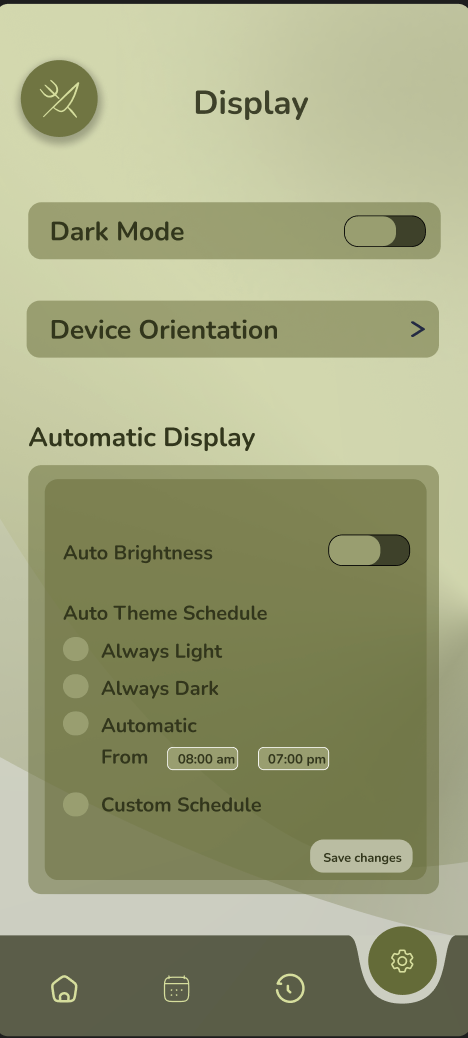 Display
Dark Mode
Device Orientation >
Automatic Display
Auto Brightness
Auto Theme Schedule
Always Light
Always Dark
Automatic
From 08:00 am 07:00 pm
Custom Schedule
Save changes